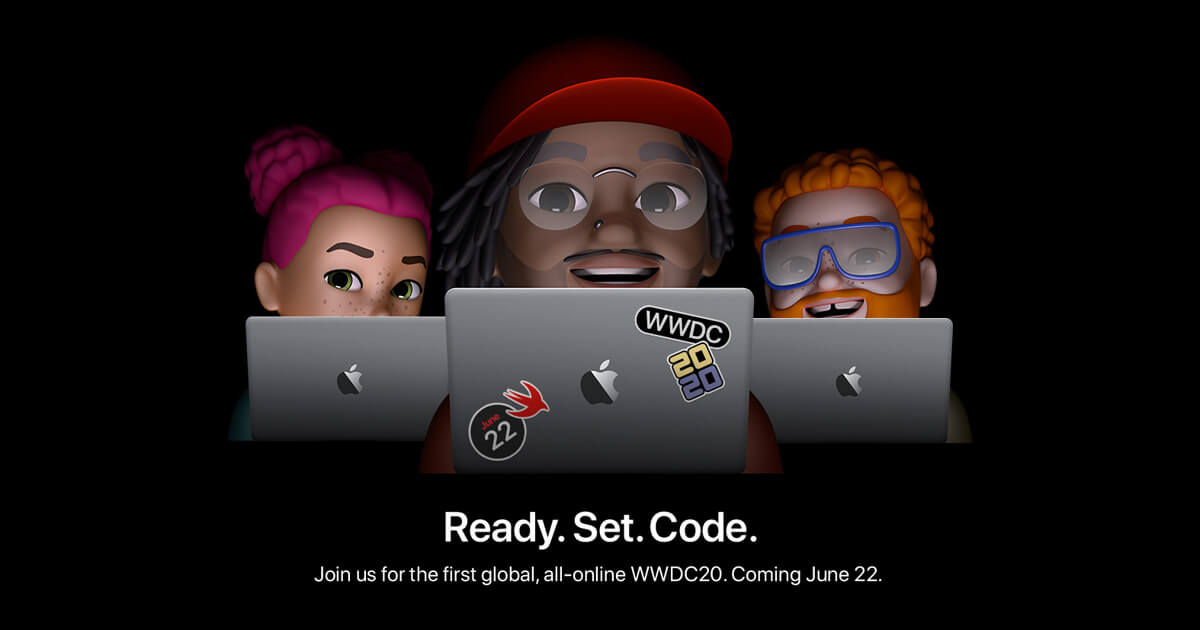 WWDC
20
20
June
22
Ready. Set. Code.
Join us for the first global, all-online WWDC20. Coming June 22.